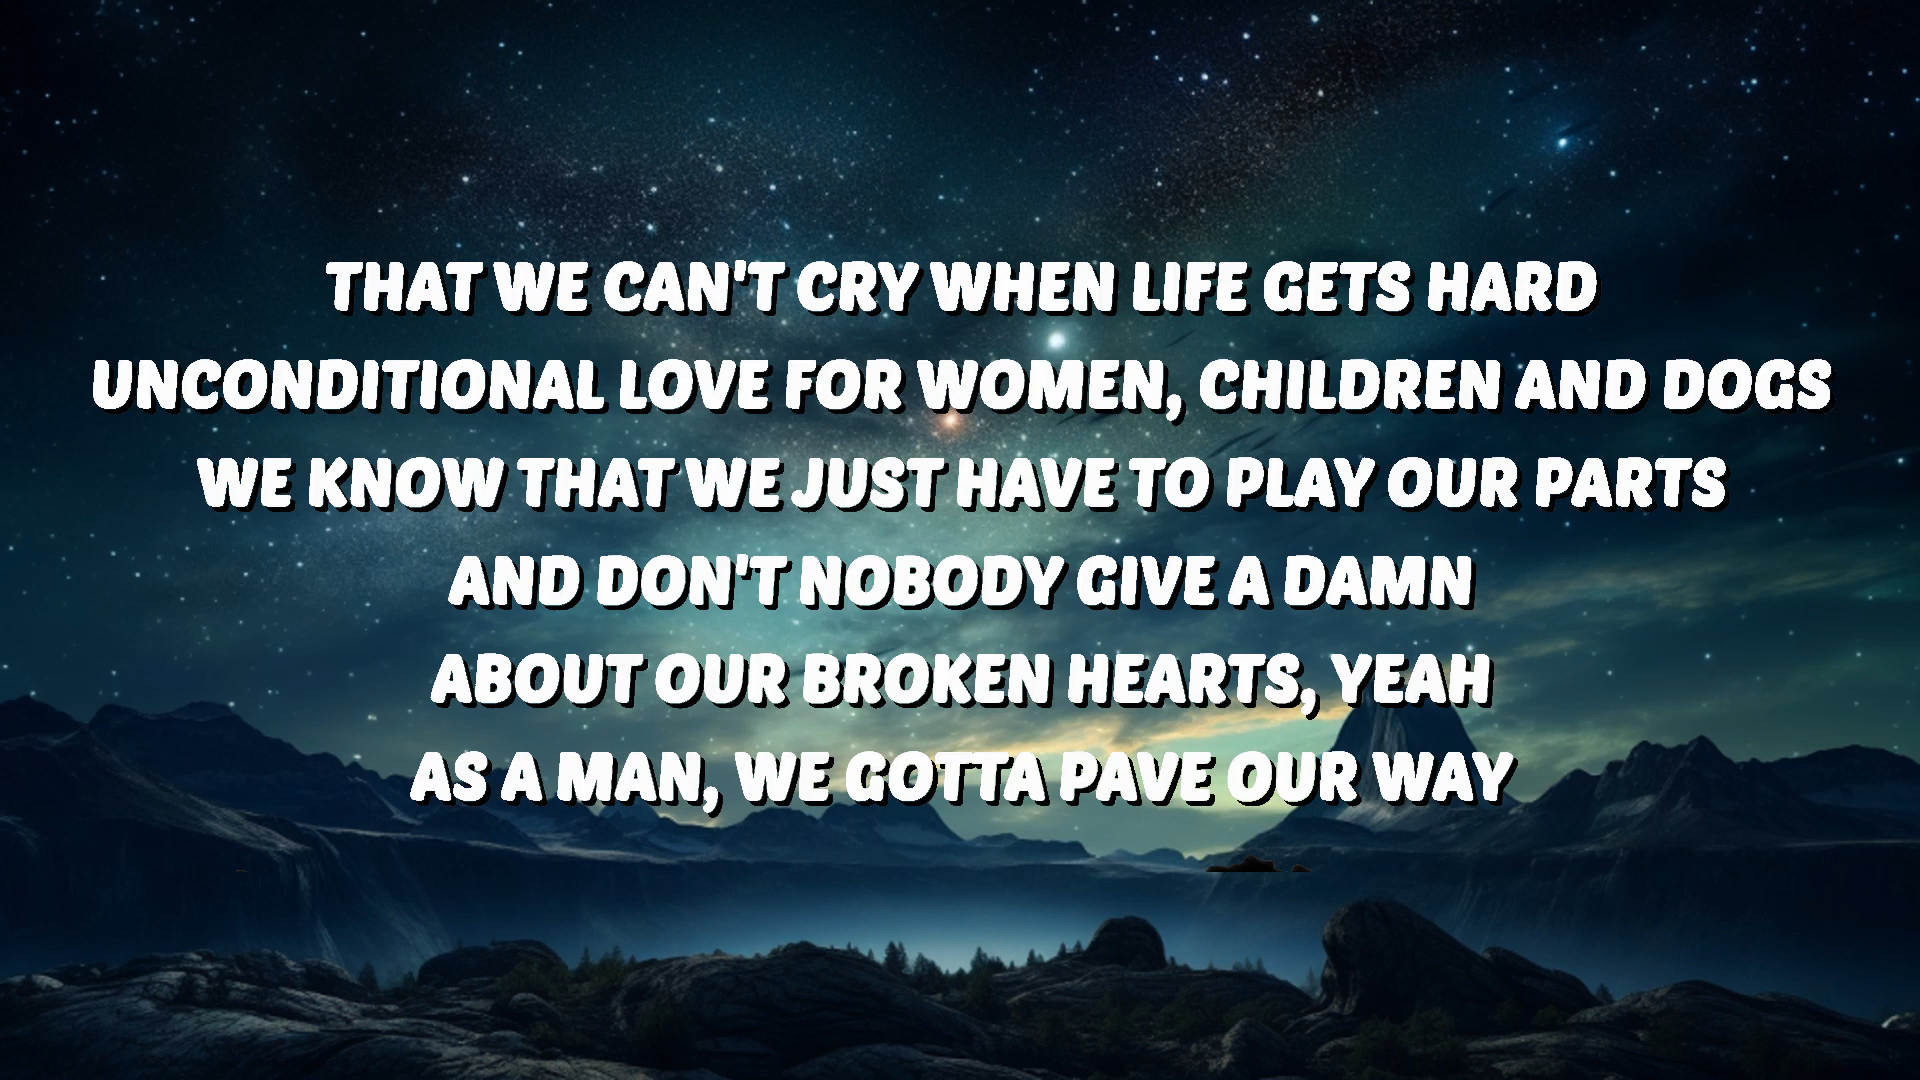 THAT WE CAN'T CRY WHEN LIFE GETS HARD
UNCONDITIONAL LOVE FOR WOMEN, CHILDREN AND DOGS
WE KNOW THAT WE JUST HAVE TO PLAY OUR PARTS
AND DON'T NOBODY GIVE A DAMN
ABOUT OUR BROKEN HEARTS, YEAH
AS A MAN, WE GOTTA PAVE OUR WAY